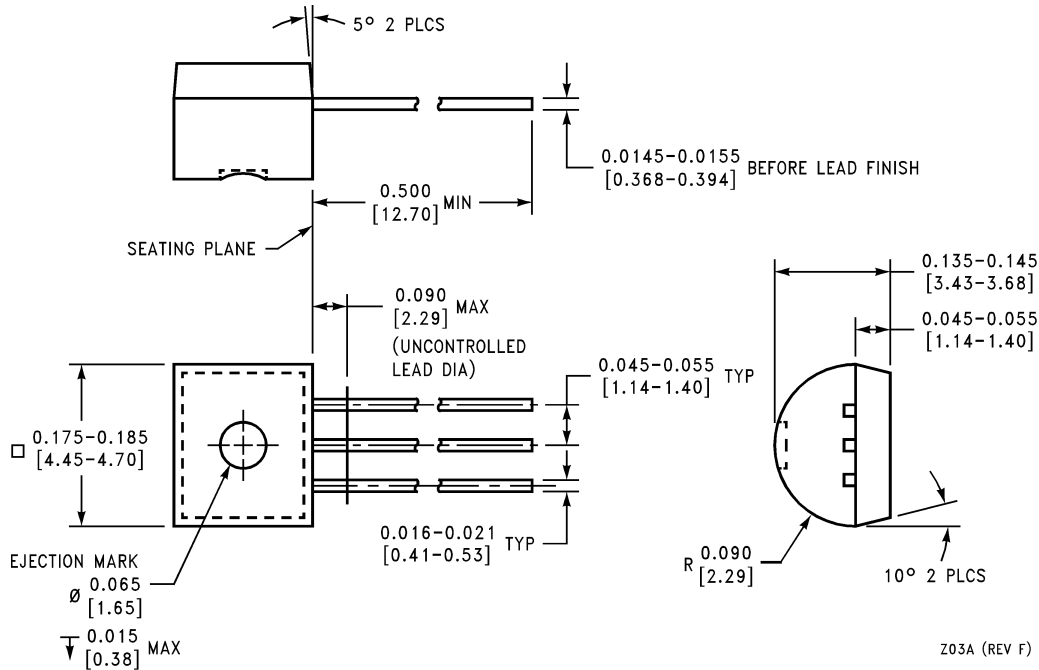 5° 2 PLCS
0.0145-0.0155
[0.368-0.394]
BEFORE LEAD FINISH
0.500
[12.70]
MIN
SEATING PLANE
0.090
[2.29]
MAX
(UNCONTROLLED
LEAD DIA)
0.135-0.145
[3.43-3.68]
0.045-0.055
[1.14-1.40]
0.045-0.055
[1.14-1.40]
TYP
□ 0.175-0.185
[4.45-4.70]
0.016-0.021
[0.41-0.53]
TYP
EJECTION MARK
Ø 0.065
[1.65]
↧ 0.015
[0.38]
MAX
R 0.090
[2.29]
10° 2 PLCS
Z03A (REV F)